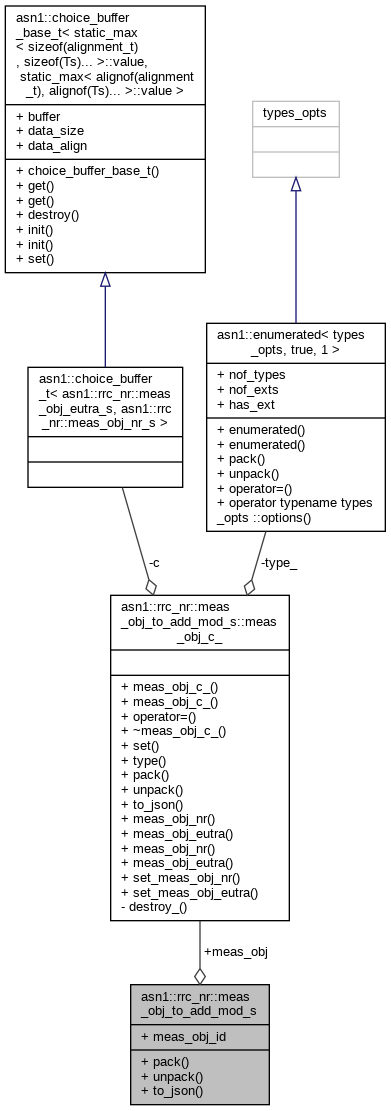 asn1::choice_buffer
_base_t< static_max
< sizeof(alignment_t)
, sizeof(Ts)... >::value,
static_max< alignof(alignment
_t), alignof(Ts)... >::value >
+ buffer
+ data_size
+ data_align
+ choice_buffer_base_t()
+ get()
+ get()
+ destroy()
+ init()
+ init()
+ set()
types_opts
asn1::enumerated< types
_opts, true, 1 >
+ nof_types
+ nof_exts
+ has_ext
+ enumerated()
+ enumerated()
+ pack()
+ unpack()
+ operator=()
+ operator typename types
_opts ::options()
asn1::choice_buffer
_t< asn1::rrc_nr::meas
_obj_eutra_s, asn1::rrc
_nr::meas_obj_nr_s >
-c
-type_
asn1::rrc_nr::meas
_obj_to_add_mod_s::meas
_obj_c_
+ meas_obj_c_()
+ meas_obj_c_()
+ operator=()
+ ~meas_obj_c_()
+ set()
+ type()
+ pack()
+ unpack()
+ to_json()
+ meas_obj_nr()
+ meas_obj_eutra()
+ meas_obj_nr()
+ meas_obj_eutra()
+ set_meas_obj_nr()
+ set_meas_obj_eutra()
- destroy_()
+meas_obj
asn1::rrc_nr::meas
_obj_to_add_mod_s
+ meas_obj_id
+ pack()
+ unpack()
+ to_json()